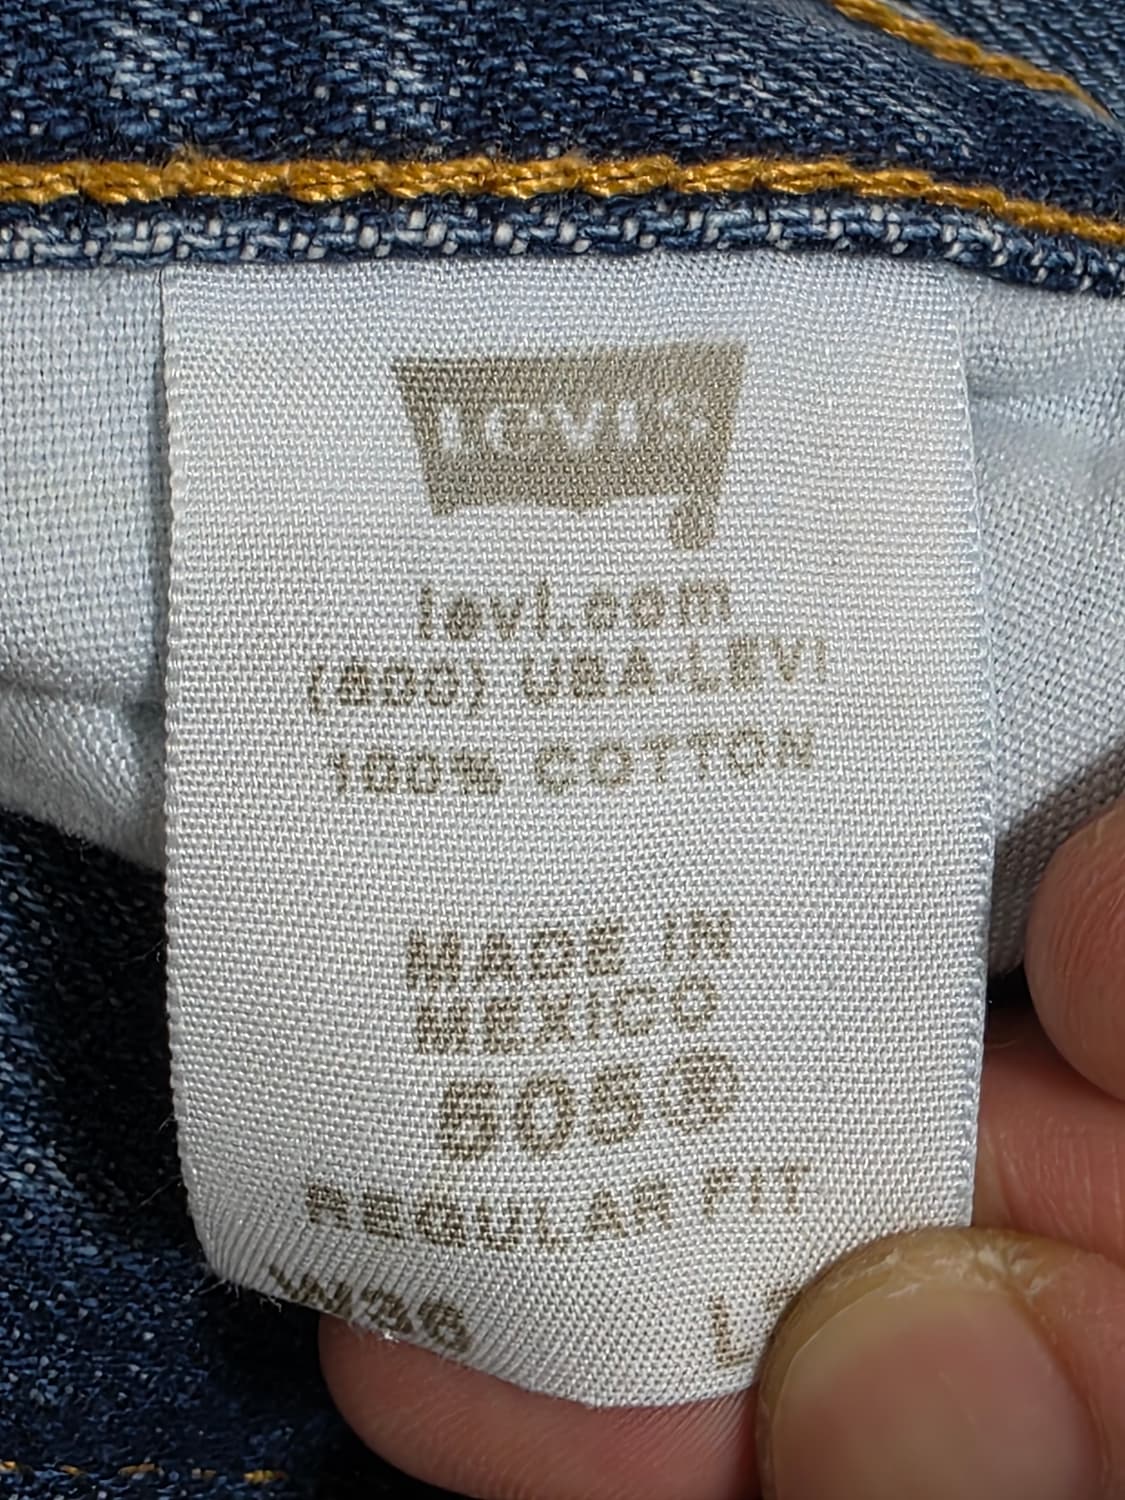 LEVI'S
levi.com
(800) USA-LEVI
100% COTTON
MADE IN
MEXICO
505®
REGULAR FIT